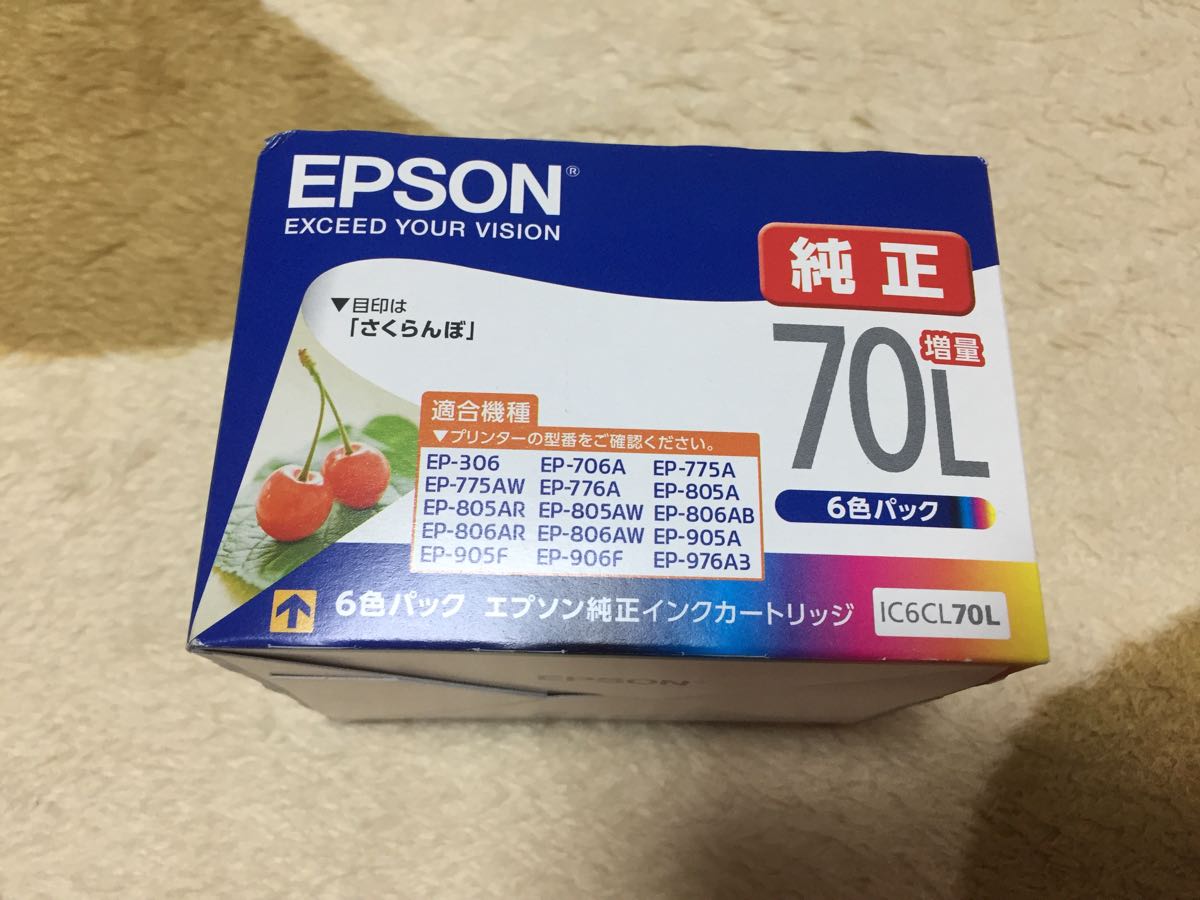 EPSON®
EXCEED YOUR VISION
純正
▼目印は
「さくらんぼ」
70L
増量
適合機種
▼プリンターの型番をご確認ください。
EP-306 EP-706A EP-775A
EP-775AW EP-776A EP-805A
EP-805AR EP-805AW EP-806AB
EP-806AR EP-806AW EP-905A
EP-905F EP-906F EP-976A3
6色パック
6色パック エプソン純正インクカートリッジ IC6CL70L
EPSON